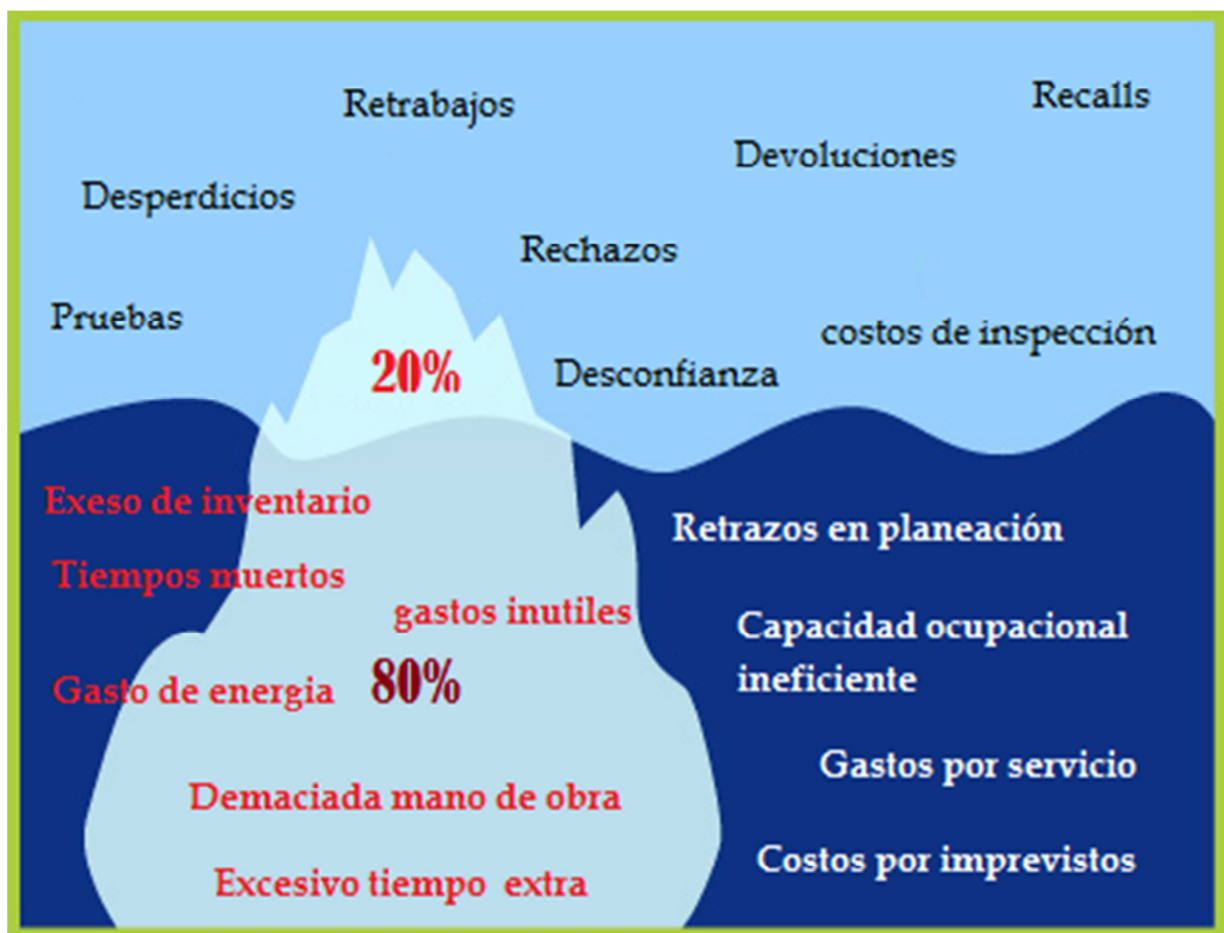 Recalls
Retrabajos
Devoluciones
Desperdicios
Rechazos
Pruebas
costos de inspección
20%
Desconfianza
Exeso de inventario
Retrazos en planeación
Tiempos muertos
gastos inutiles
Capacidad ocupacional
ineficiente
Gasto de energia
80%
Gastos por servicio
Demaciada mano de obra
Costos por imprevistos
Excesivo tiempo extra